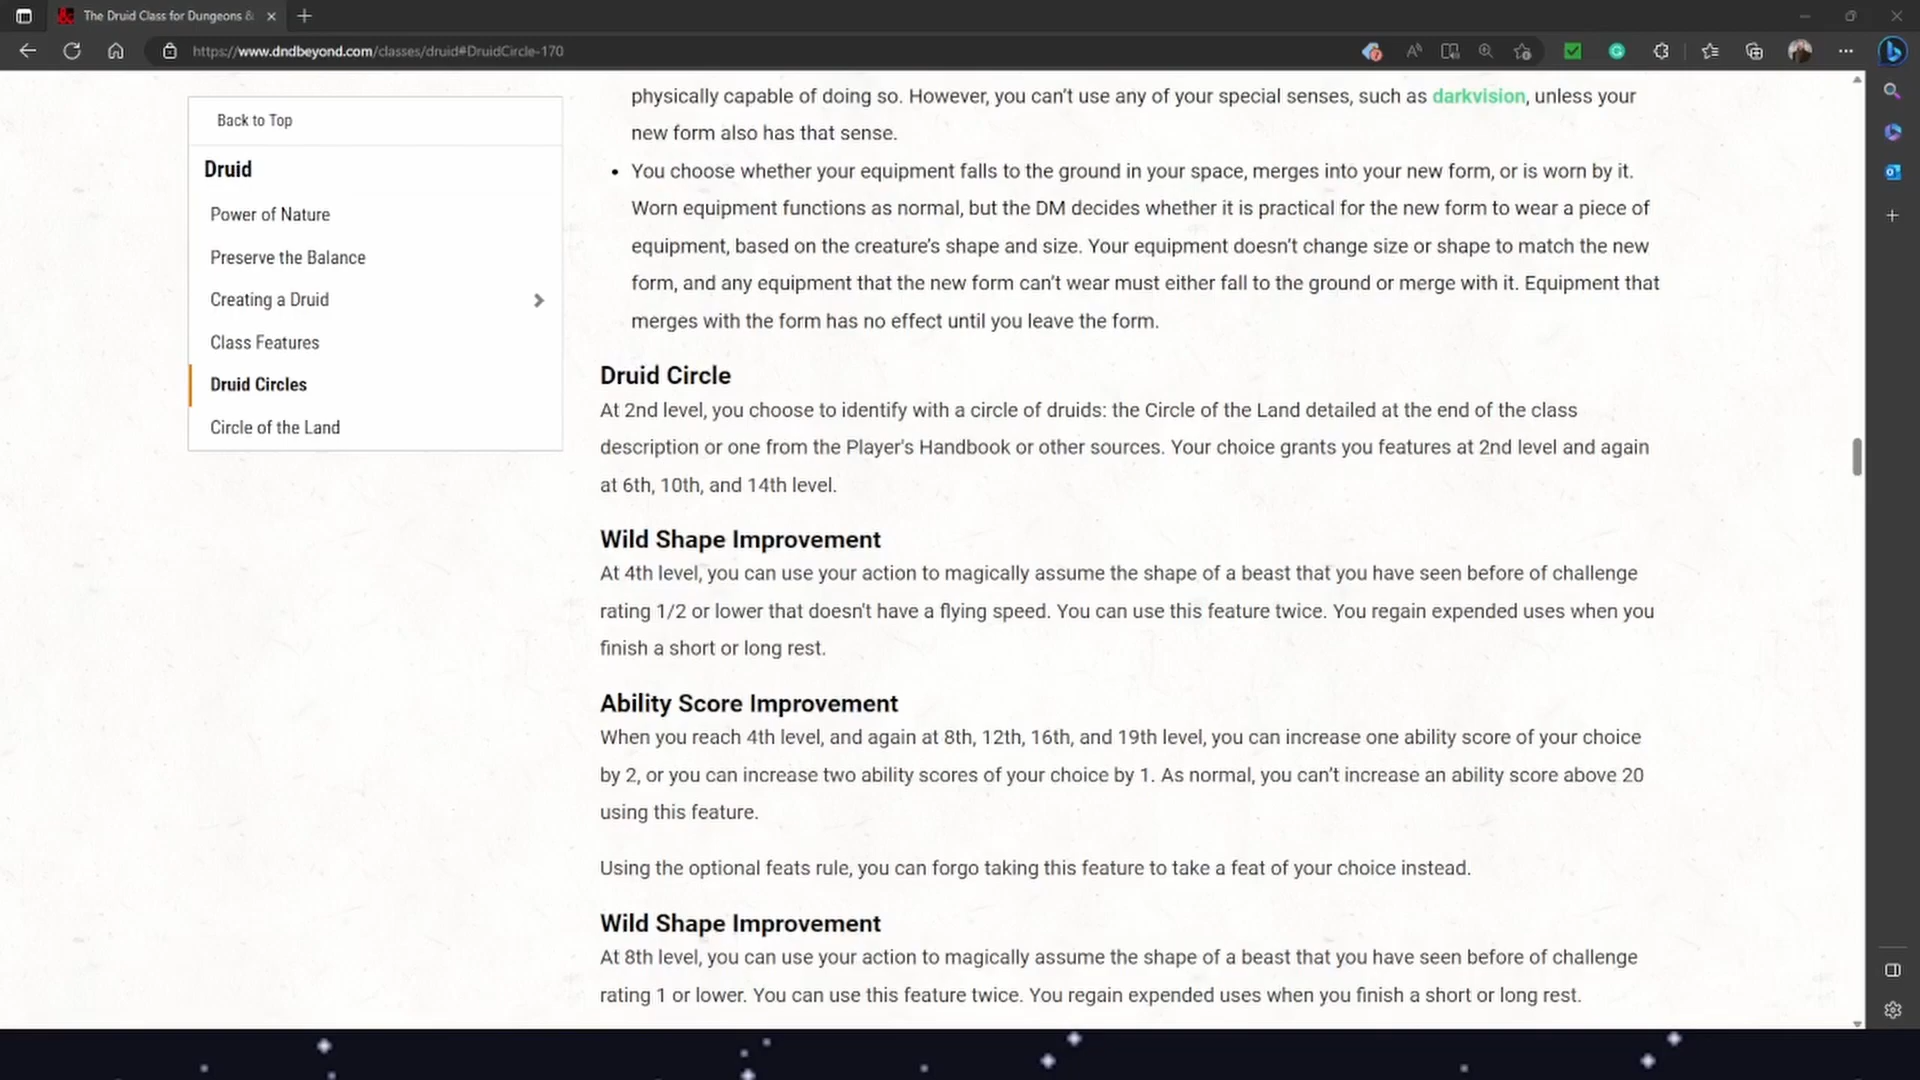 The Druid Class for Dungeons &
https://www.dndbeyond.com/classes/druid#DruidCircle-170
Back to Top
Druid
Power of Nature
Preserve the Balance
Creating a Druid
Class Features
Druid Circles
Circle of the Land
physically capable of doing so. However, you can’t use any of your special senses, such as darkvision, unless your
new form also has that sense.
• You choose whether your equipment falls to the ground in your space, merges into your new form, or is worn by it.
Worn equipment functions as normal, but the DM decides whether it is practical for the new form to wear a piece of
equipment, based on the creature’s shape and size. Your equipment doesn’t change size or shape to match the new
form, and any equipment that the new form can’t wear must either fall to the ground or merge with it. Equipment that
merges with the form has no effect until you leave the form.
Druid Circle
At 2nd level, you choose to identify with a circle of druids: the Circle of the Land detailed at the end of the class
description or one from the Player's Handbook or other sources. Your choice grants you features at 2nd level and again
at 6th, 10th, and 14th level.
Wild Shape Improvement
At 4th level, you can use your action to magically assume the shape of a beast that you have seen before of challenge
rating 1/2 or lower that doesn't have a flying speed. You can use this feature twice. You regain expended uses when you
finish a short or long rest.
Ability Score Improvement
When you reach 4th level, and again at 8th, 12th, 16th, and 19th level, you can increase one ability score of your choice
by 2, or you can increase two ability scores of your choice by 1. As normal, you can’t increase an ability score above 20
using this feature.
Using the optional feats rule, you can forgo taking this feature to take a feat of your choice instead.
Wild Shape Improvement
At 8th level, you can use your action to magically assume the shape of a beast that you have seen before of challenge
rating 1 or lower. You can use this feature twice. You regain expended uses when you finish a short or long rest.